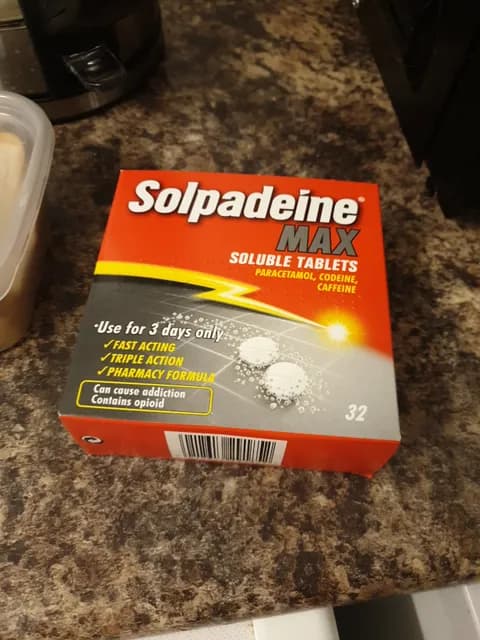 Solpadeine®
MAX
SOLUBLE TABLETS
PARACETAMOL, CODEINE,
CAFFEINE
•Use for 3 days only
✓FAST ACTING
✓TRIPLE ACTION
✓PHARMACY FORMULA
Can cause addiction
Contains opioid
32